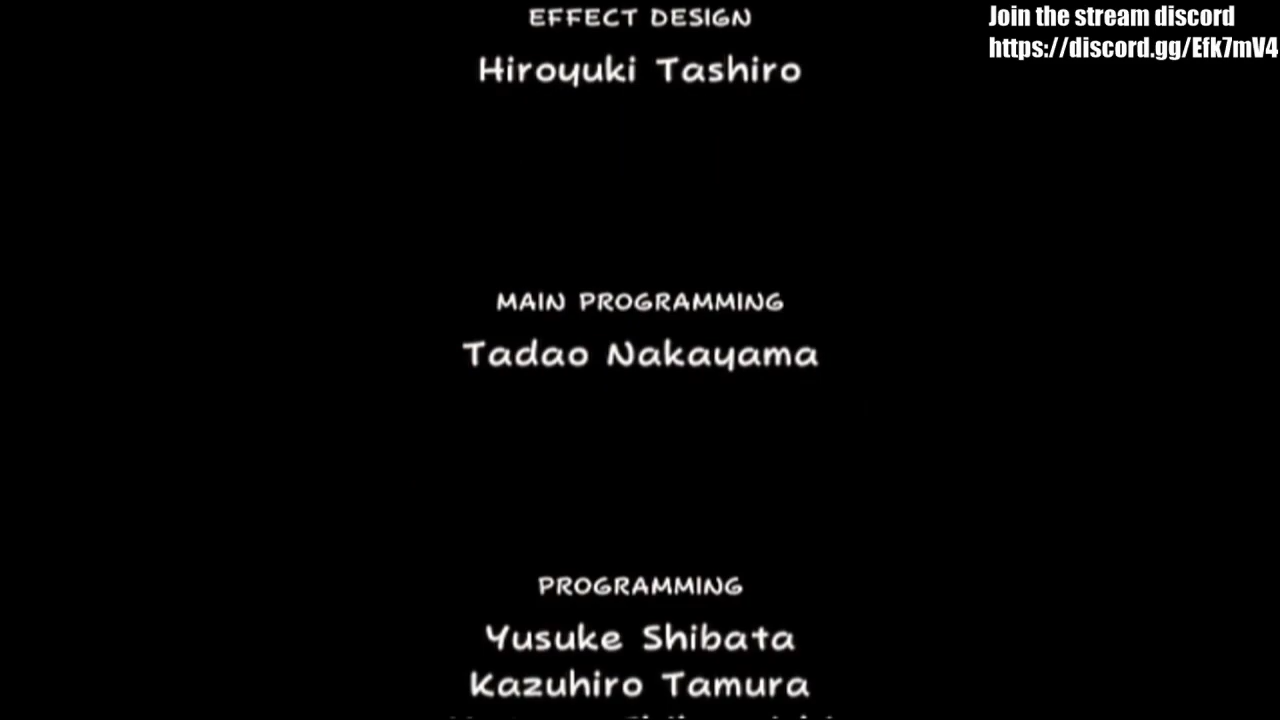 EFFECT DESIGN
Hiroyuki Tashiro
Join the stream discord
https://discord.gg/Efk7mV4
MAIN PROGRAMMING
Tadao Nakayama
PROGRAMMING
Yusuke Shibata
Kazuhiro Tamura